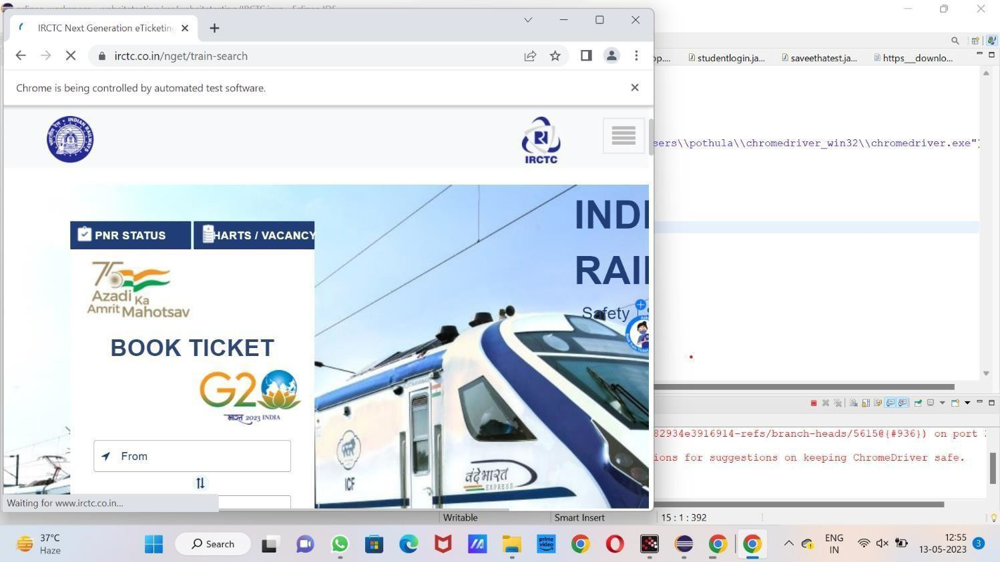 IRCTC Next Generation eTicketing
irctc.co.in/nget/train-search
Chrome is being controlled by automated test software.
studentlogin.ja...
saveethatest.ja...
https__downlo...
IRCTC
sers\\pothula\\chromedriver_win32\\chromedriver.exe")
INDI
RAI
PNR STATUS
HARTS / VACANCY
Safety
75
Azadi Ka
Amrit Mahotsav
BOOK TICKET
G20
भारत 2023 INDIA
From
ICF
वंदे भारत
EXPRESS
82934e3916914-refs/branch-heads/5615@{#936}) on port
ions for suggestions on keeping ChromeDriver safe.
Waiting for www.irctc.co.in...
Writable
Smart Insert
15 : 1 : 392
37°C
Haze
Search
prime video
ENG
IN
12:55
13-05-2023
3